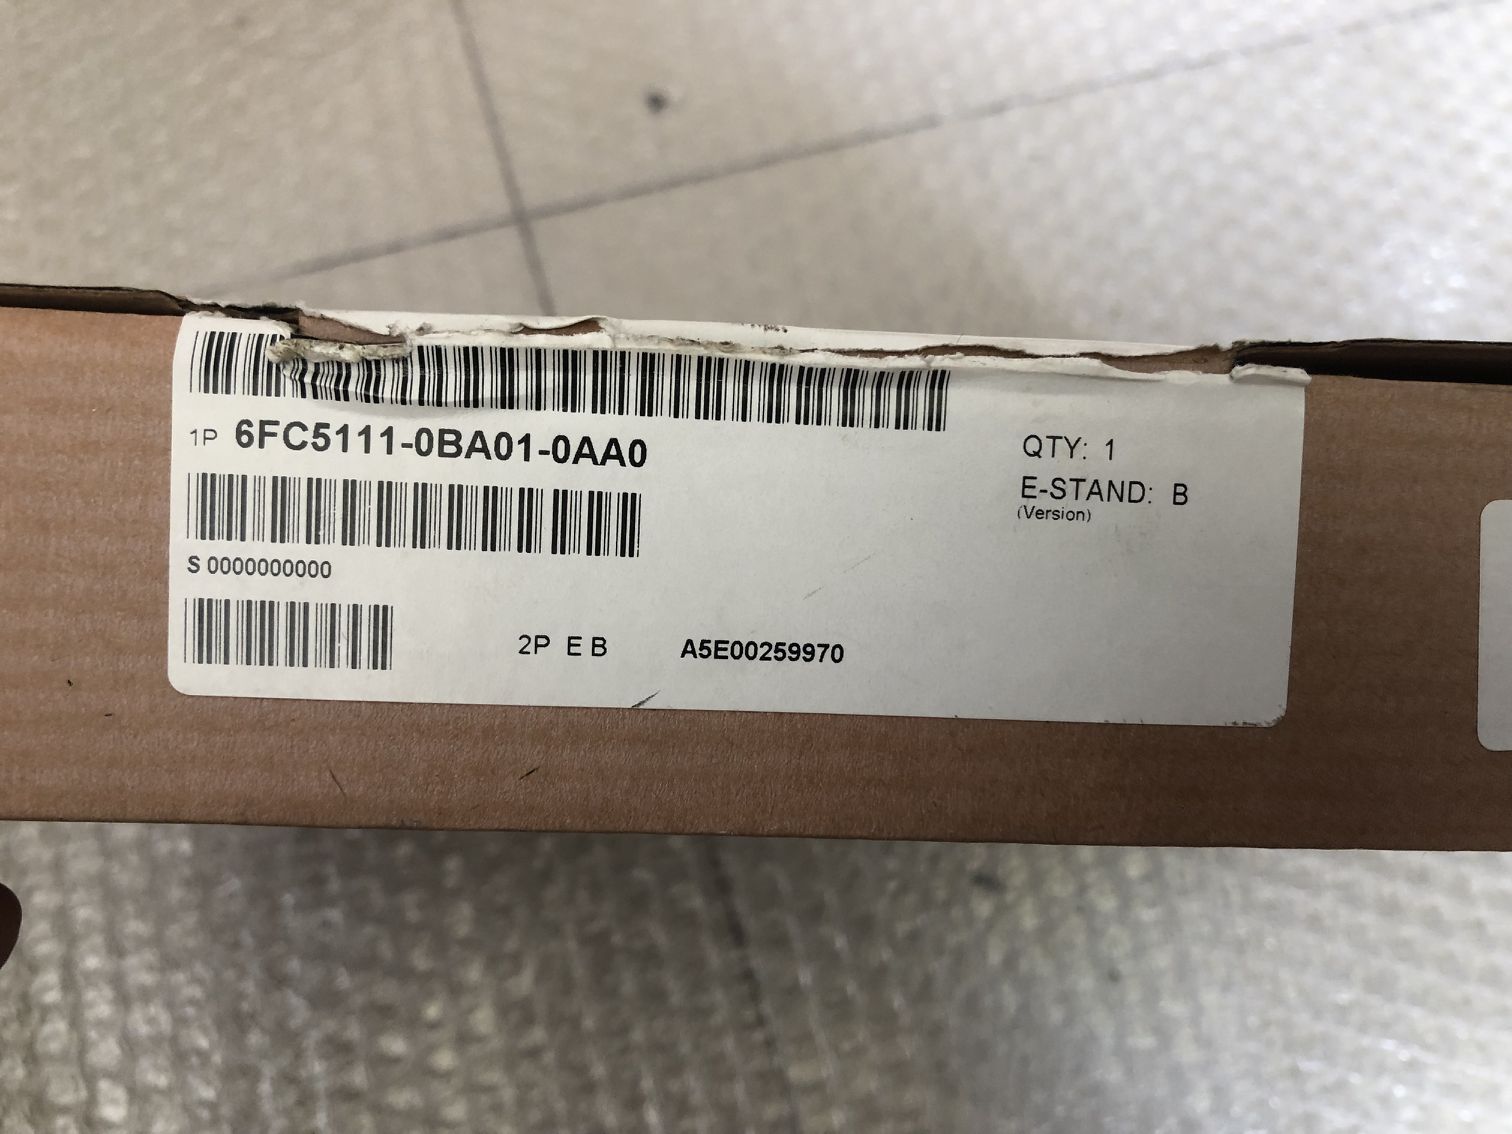 1P 6FC5111-0BA01-0AA0
QTY: 1
E-STAND: B
(Version)
S 0000000000
2P E B A5E00259970